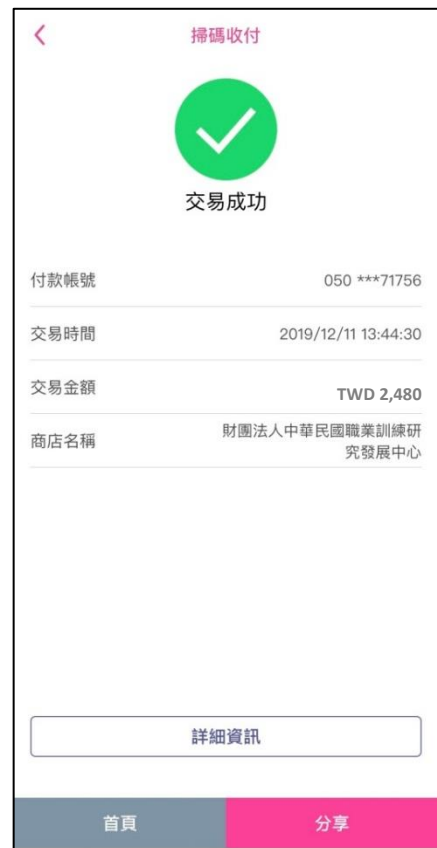 掃碼收付
交易成功
付款帳號 050 ***71756
交易時間 2019/12/11 13:44:30
交易金額 TWD 2,480
商店名稱 財團法人中華民國職業訓練研
究發展中心
詳細資訊
首頁 分享